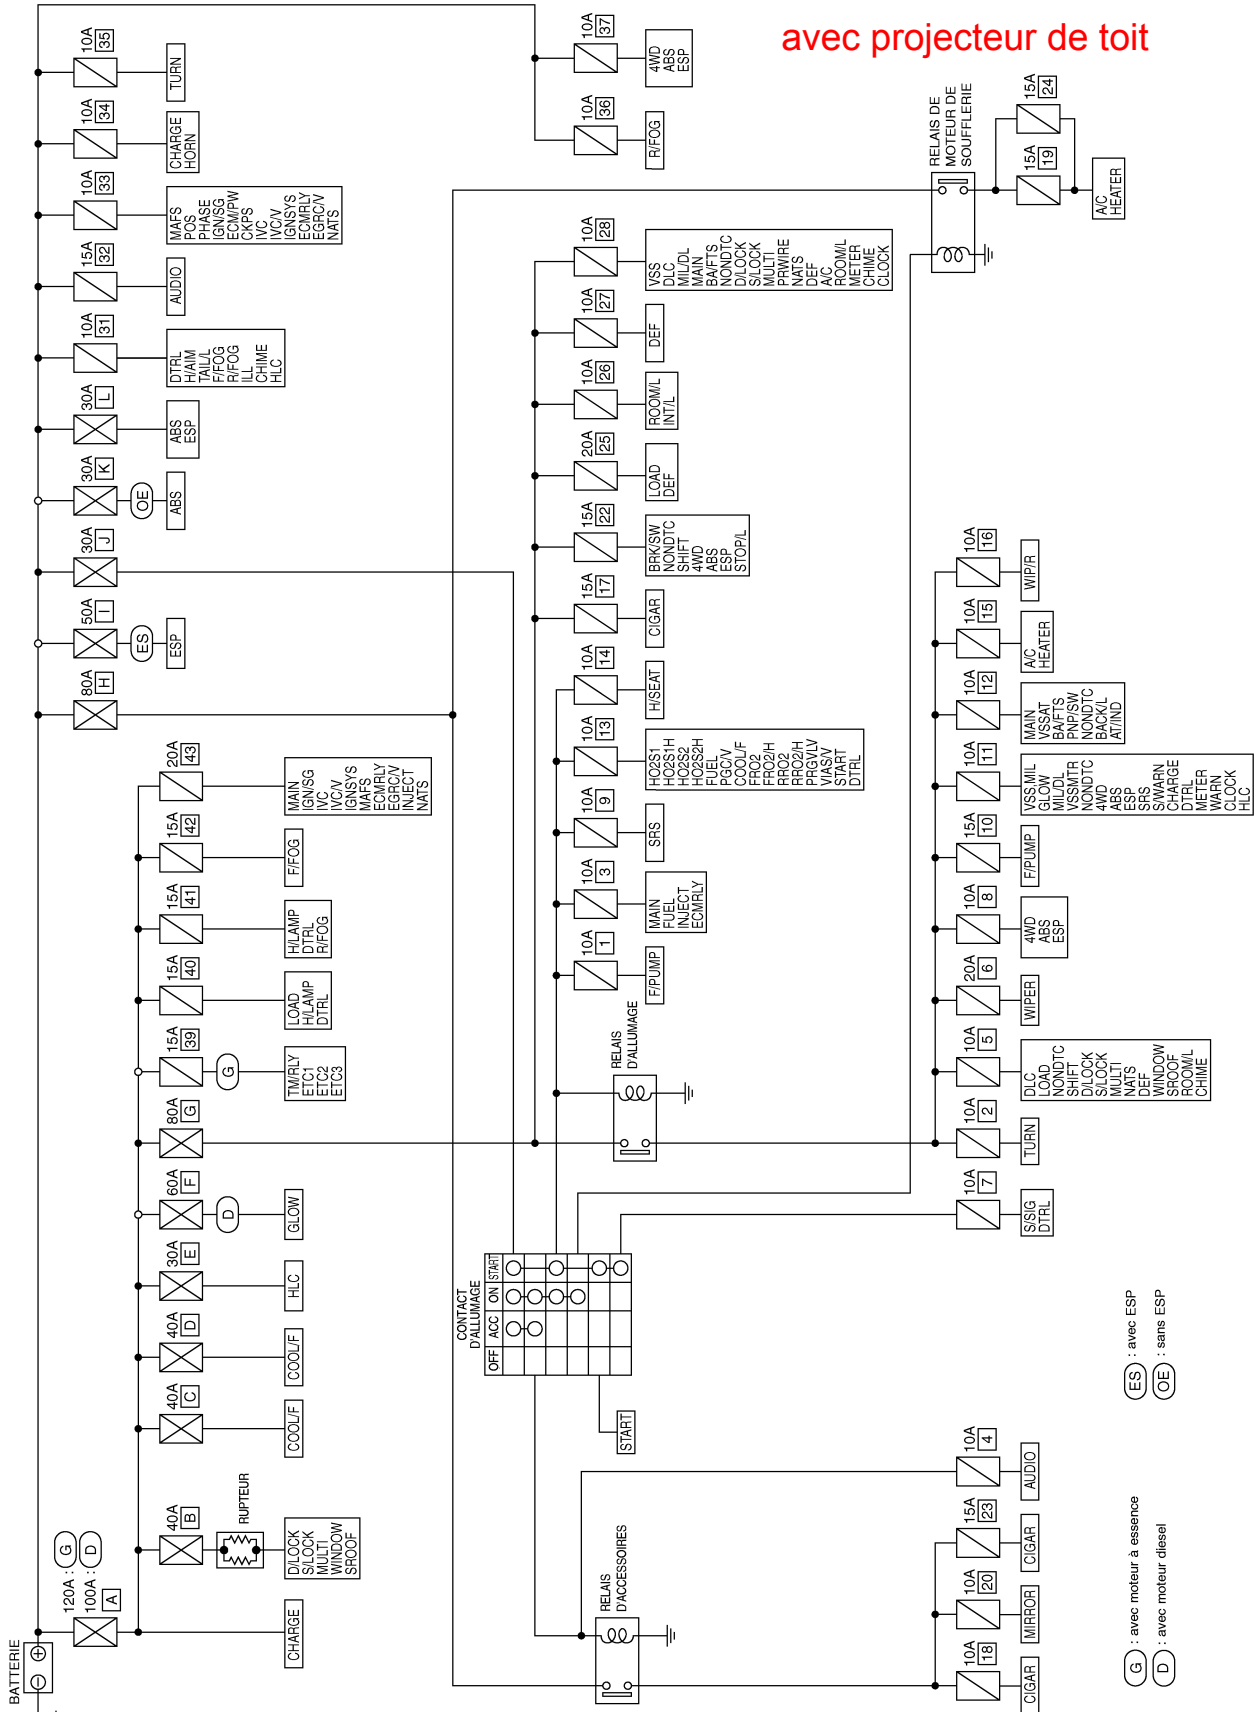 avec projecteur de toit
BATTERIE
10A
35
TURN
10A
34
CHARGE
HORN
10A
33
MAFS
POS
PHASE
IGN/SG
ECM/PW
CKPS
IVC
IVC/V
IGNSYS
ECMRLY
EGRC/V
NATS
15A
32
AUDIO
10A
31
DTRL
H/AIM
TAIL/L
F/FOG
R/FOG
ILL
CHIME
HLC
30A
L
ABS
ESP
30A
K
OE
ABS
30A
J
50A
I
ES
ESP
80A
H
10A
37
4WD
ABS
ESP
10A
36
R/FOG
RELAIS DE
MOTEUR DE
SOUFFLERIE
15A
24
15A
19
A/C
HEATER
20A
43
MAIN
IGN/SG
IVC
IVC/V
IGNSYS
MAFS
ECMRLY
EGRC/V
INJECT
NATS
15A
42
F/FOG
15A
41
H/LAMP
DTRL
R/FOG
15A
40
LOAD
H/LAMP
DTRL
15A
39
G
TM/RLY
ETC1
ETC2
ETC3
80A
G
60A
F
D
GLOW
30A
E
HLC
40A
D
COOL/F
40A
C
COOL/F
40A
B
RUPTEUR
D/LOCK
S/LOCK
MULTI
WINDOW
SROOF
120A : G
100A : D
A
CHARGE
10A
28
VSS
DLC
MIL/DL
MAIN
BA/FTS
NONDTC
D/LOCK
S/LOCK
MULTI
PRWIRE
NATS
DEF
A/C
ROOM/L
METER
CHIME
CLOCK
10A
27
DEF
10A
26
ROOM/L
INT/L
20A
25
LOAD
DEF
15A
22
BRK/SW
NONDTC
SHIFT
4WD
ABS
ESP
STOP/L
15A
17
CIGAR
10A
14
H/SEAT
10A
13
HO2S1
HO2S1H
HO2S2
HO2S2H
FUEL
PGC/V
COOL/F
FRO2
FRO2/H
RRO2
RRO2/H
PRGVLV
VIAS/V
START
DTRL
10A
9
SRS
10A
3
MAIN
FUEL
INJECT
ECMRLY
10A
1
F/PUMP
RELAIS
D'ALLUMAGE
10A
16
WIP/R
10A
15
A/C
HEATER
10A
12
MAIN
VSSAT
BA/FTS
PNP/SW
NONDTC
BACK/L
AT/IND
10A
11
VSS,MIL
GLOW
MIL/DL
VSSMTR
NONDTC
4WD
ABS
ESP
SRS
S/WARN
CHARGE
DTRL
METER
WARN
CLOCK
HLC
15A
10
F/PUMP
10A
8
4WD
ABS
ESP
20A
6
WIPER
10A
5
DLC
LOAD
NONDTC
SHIFT
D/LOCK
S/LOCK
MULTI
NATS
DEF
WINDOW
SROOF
ROOM/L
CHIME
10A
2
TURN
10A
7
S/SIG
DTRL
CONTACT
D'ALLUMAGE
OFF ACC ON START
START
RELAIS
D'ACCESSOIRES
10A
4
AUDIO
15A
23
CIGAR
10A
20
MIRROR
10A
18
CIGAR
ES : avec ESP
OE : sans ESP
G : avec moteur à essence
D : avec moteur diesel